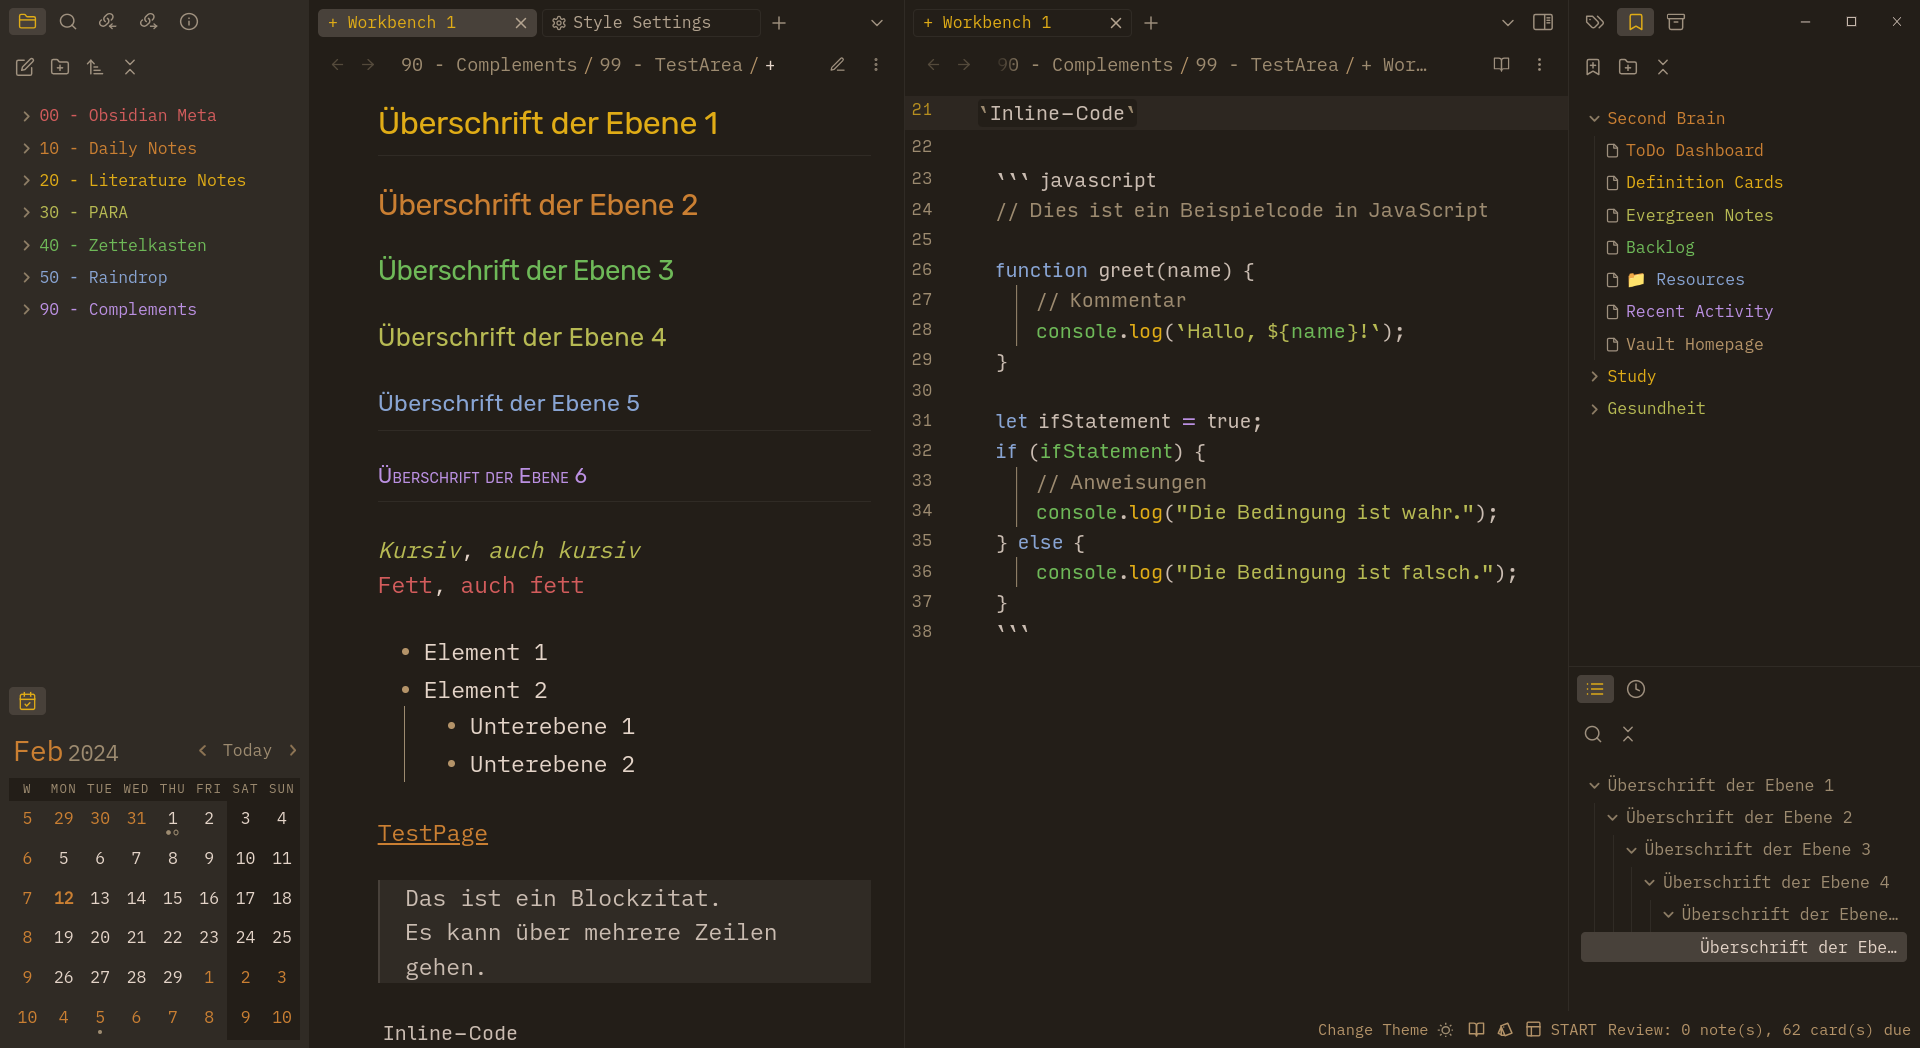 00 - Obsidian Meta
10 - Daily Notes
20 - Literature Notes
30 - PARA
40 - Zettelkasten
50 - Raindrop
90 - Complements
Feb 2024
Today
W MON TUE WED THU FRI SAT SUN
5 29 30 31 1 2 3 4
6 5 6 7 8 9 10 11
7 12 13 14 15 16 17 18
8 19 20 21 22 23 24 25
9 26 27 28 29 1 2 3
10 4 5 6 7 8 9 10
+ Workbench 1
Style Settings
90 - Complements / 99 - TestArea / +
Überschrift der Ebene 1
Überschrift der Ebene 2
Überschrift der Ebene 3
Überschrift der Ebene 4
Überschrift der Ebene 5
Überschrift der Ebene 6
Kursiv, auch kursiv
Fett, auch fett
• Element 1
• Element 2
• Unterebene 1
• Unterebene 2
TestPage
Das ist ein Blockzitat.
Es kann über mehrere Zeilen
gehen.
Inline-Code
+ Workbench 1
90 - Complements / 99 - TestArea / + Wor…
21 `Inline-Code`
22
23 ``` javascript
24 // Dies ist ein Beispielcode in JavaScript
25
26 function greet(name) {
27 // Kommentar
28 console.log(`Hallo, ${name}!`);
29 }
30
31 let ifStatement = true;
32 if (ifStatement) {
33 // Anweisungen
34 console.log("Die Bedingung ist wahr.");
35 } else {
36 console.log("Die Bedingung ist falsch.");
37 }
38 ```
Second Brain
ToDo Dashboard
Definition Cards
Evergreen Notes
Backlog
📁 Resources
Recent Activity
Vault Homepage
Study
Gesundheit
Überschrift der Ebene 1
Überschrift der Ebene 2
Überschrift der Ebene 3
Überschrift der Ebene 4
Überschrift der Ebene…
Überschrift der Ebe…
Change Theme START Review: 0 note(s), 62 card(s) due